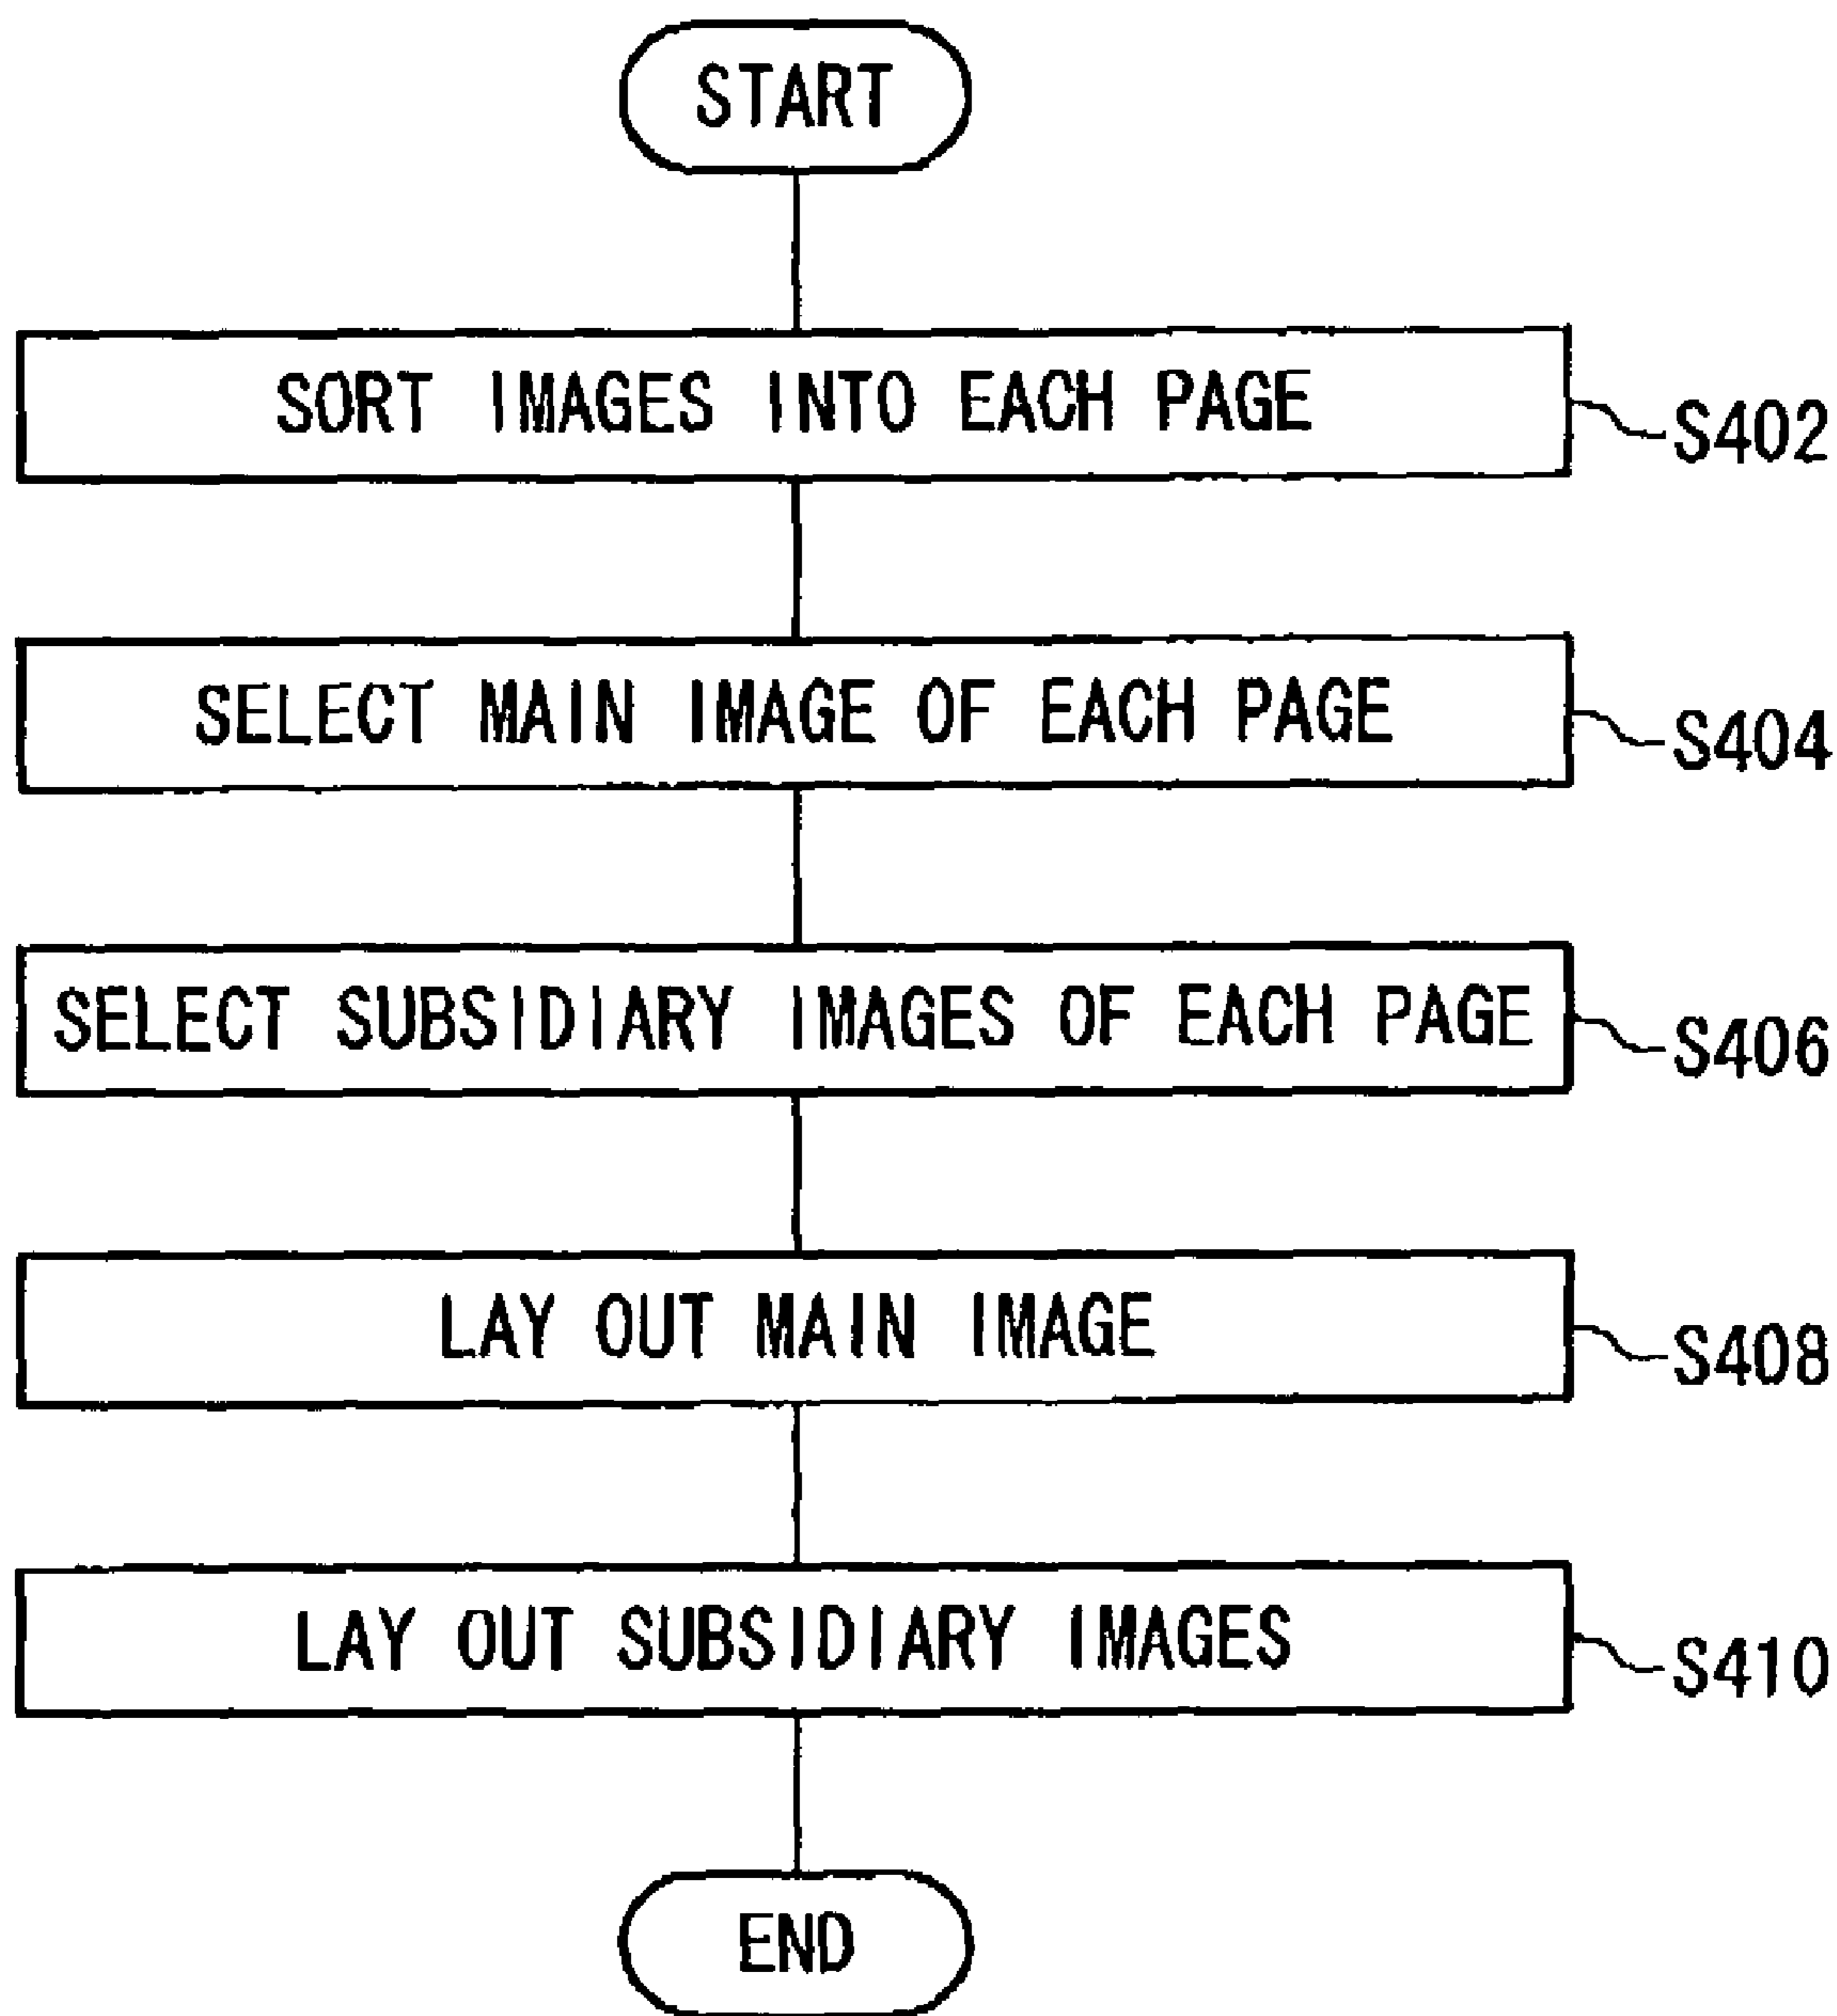 START
SORT IMAGES INTO EACH PAGE
S402
SELECT MAIN IMAGE OF EACH PAGE
S404
SELECT SUBSIDIARY IMAGES OF EACH PAGE
S406
LAY OUT MAIN IMAGE
S408
LAY OUT SUBSIDIARY IMAGES
S410
END